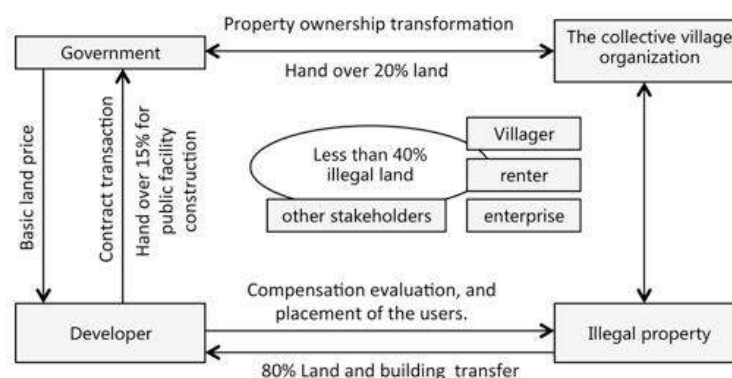 Property ownership transformation
Government
The collective village
organization
Hand over 20% land
Basic land price
Contract transaction
Hand over 15% for
public facility
construction
Less than 40%
illegal land
Villager
renter
other stakeholders
enterprise
Compensation evaluation, and
placement of the users.
Developer
Illegal property
80% Land and building transfer